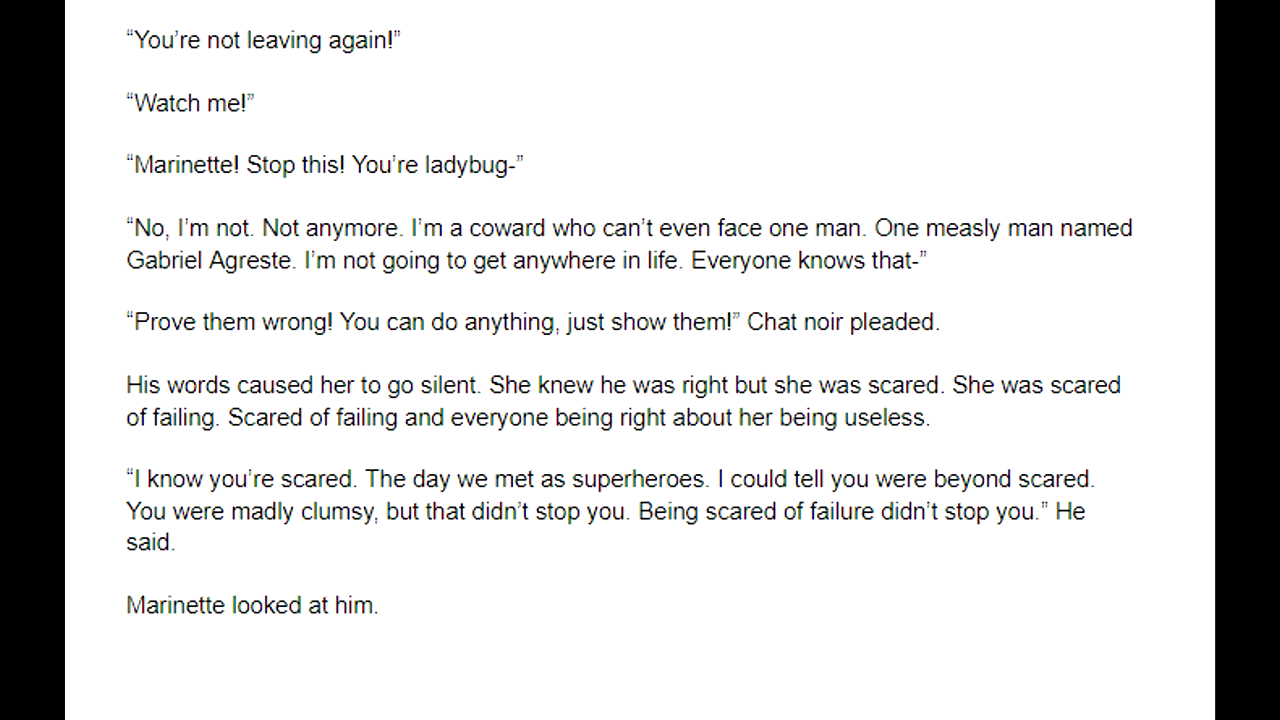 “You’re not leaving again!”
“Watch me!”
“Marinette! Stop this! You’re ladybug-”
“No, I’m not. Not anymore. I’m a coward who can’t even face one man. One measly man named
Gabriel Agreste. I’m not going to get anywhere in life. Everyone knows that-”
“Prove them wrong! You can do anything, just show them!” Chat noir pleaded.
His words caused her to go silent. She knew he was right but she was scared. She was scared
of failing. Scared of failing and everyone being right about her being useless.
“I know you’re scared. The day we met as superheroes. I could tell you were beyond scared.
You were madly clumsy, but that didn’t stop you. Being scared of failure didn’t stop you.” He
said.
Marinette looked at him.